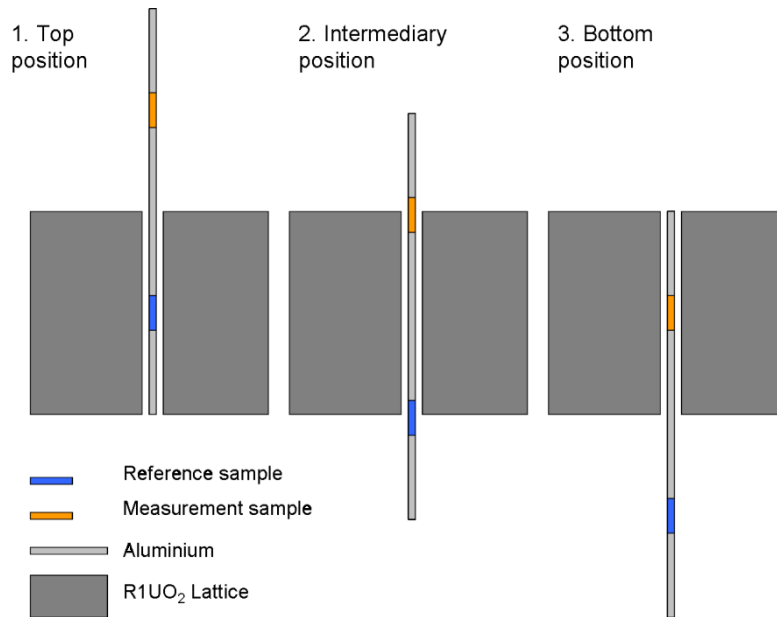 1. Top
position
2. Intermediary
position
3. Bottom
position
Reference sample
Measurement sample
Aluminium
R1UO₂ Lattice